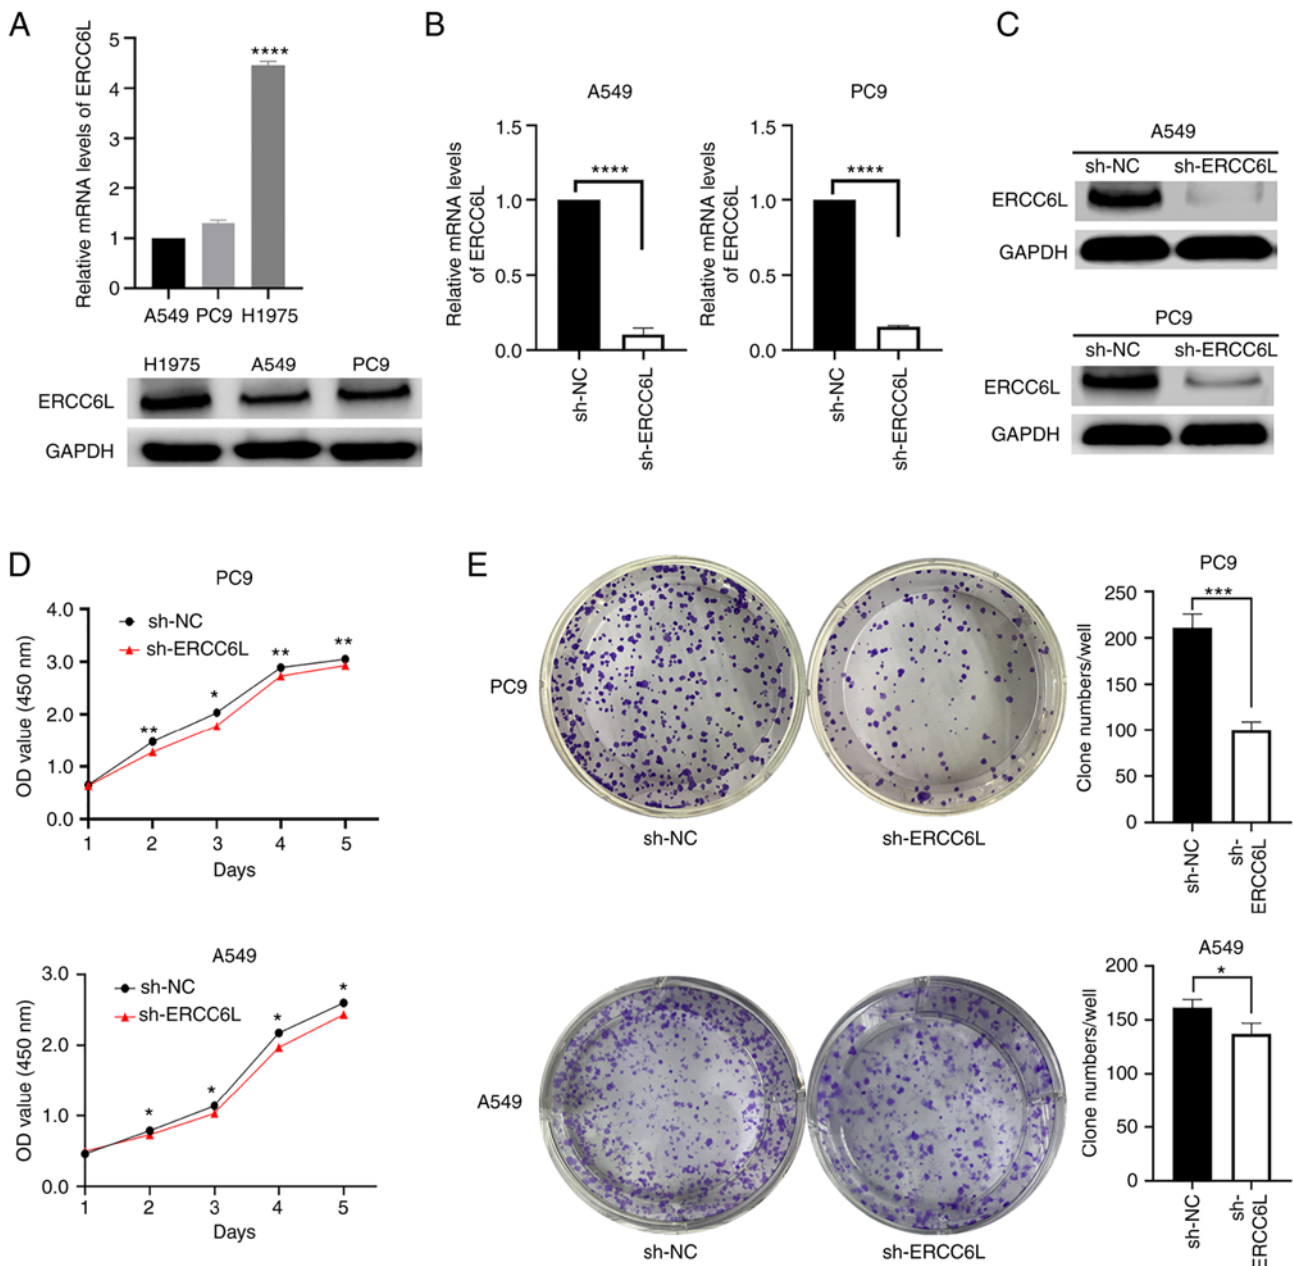 A
Relative mRNA levels of ERCC6L
5
4
3
2
1
0
****
A549 PC9 H1975
H1975 A549 PC9
ERCC6L
GAPDH
B
A549
Relative mRNA levels
of ERCC6L
1.5
1.0
0.5
0.0
****
sh-NC
sh-ERCC6L
PC9
Relative mRNA levels
of ERCC6L
1.5
1.0
0.5
0.0
****
sh-NC
sh-ERCC6L
C
A549
sh-NC sh-ERCC6L
ERCC6L
GAPDH
PC9
sh-NC sh-ERCC6L
ERCC6L
GAPDH
D
PC9
OD value (450 nm)
4.0
3.0
2.0
1.0
0.0
sh-NC
sh-ERCC6L
** * ** **
1 2 3 4 5
Days
A549
OD value (450 nm)
3.0
2.0
1.0
0.0
sh-NC
sh-ERCC6L
* * * *
1 2 3 4 5
Days
E
PC9
sh-NC sh-ERCC6L
PC9
Clone numbers/well
250
200
150
100
50
0
***
sh-NC
sh-
ERCC6L
A549
sh-NC sh-ERCC6L
A549
Clone numbers/well
200
150
100
50
0
*
sh-NC
sh-
ERCC6L